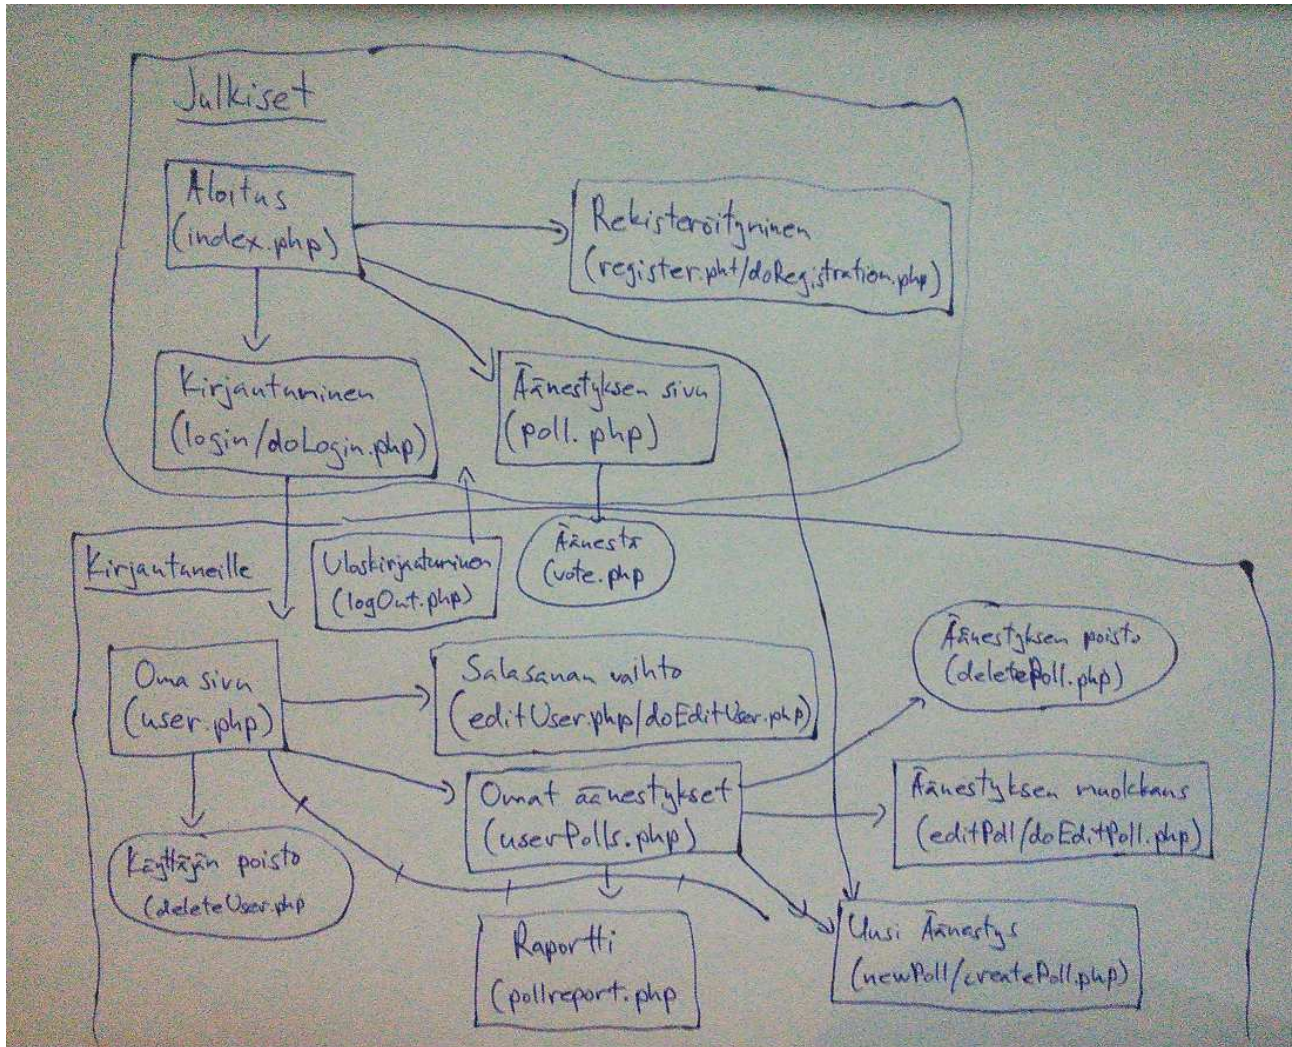 Julkiset
Aloitus
(index.php)
Rekisteröityminen
(register.pht/doRegistration.php)
Kirjautuminen
(login/doLogin.php)
Äänestyksen sivu
(poll.php)
Kirjautuneille
Uloskirjautuminen
(logOut.php)
Äänestä
(vote.php
Äänestyksen poisto
(deletePoll.php)
Oma sivu
(user.php)
Salasanan vaihto
(editUser.php/doEditUser.php)
Omat äänestykset
(userPolls.php)
Äänestyksen muokkaus
(editPoll/doEditPoll.php)
Käyttäjän poisto
(deleteUser.php
Raportti
(pollreport.php
Uusi Äänestys
(newPoll/createPoll.php)